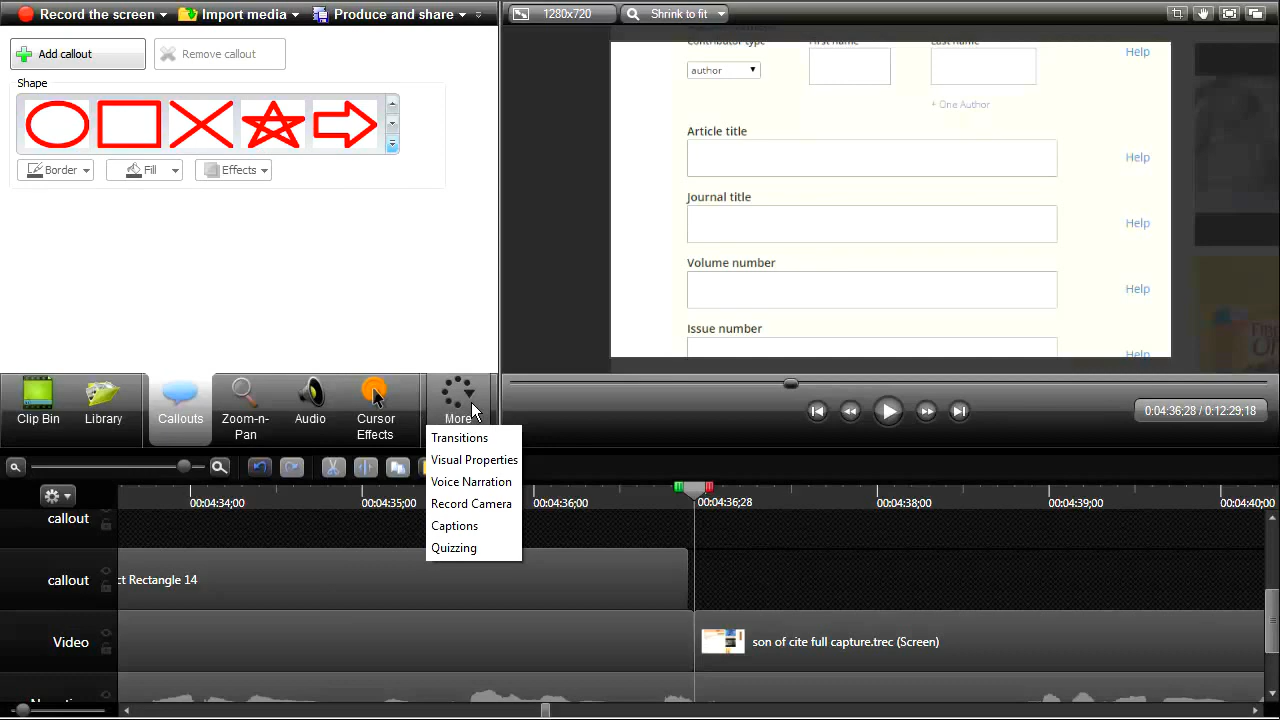 Record the screen
Import media
Produce and share
1280x720
Shrink to fit
Add callout
Remove callout
Shape
Border
Fill
Effects
Contributor type
First name
Last name
Help
author
+ One Author
Article title
Help
Journal title
Help
Volume number
Help
Issue number
Help
Clip Bin
Library
Callouts
Zoom-n-Pan
Audio
Cursor Effects
More
0:04:36:28 / 0:12:29;18
Transitions
Visual Properties
Voice Narration
Record Camera
Captions
Quizzing
00:04:34;00
00:04:35;00
00:04:36;00
00:04:36;28
00:04:38;00
00:04:39;00
00:04:40;00
callout
callout
ct Rectangle 14
Video
son of cite full capture.trec (Screen)